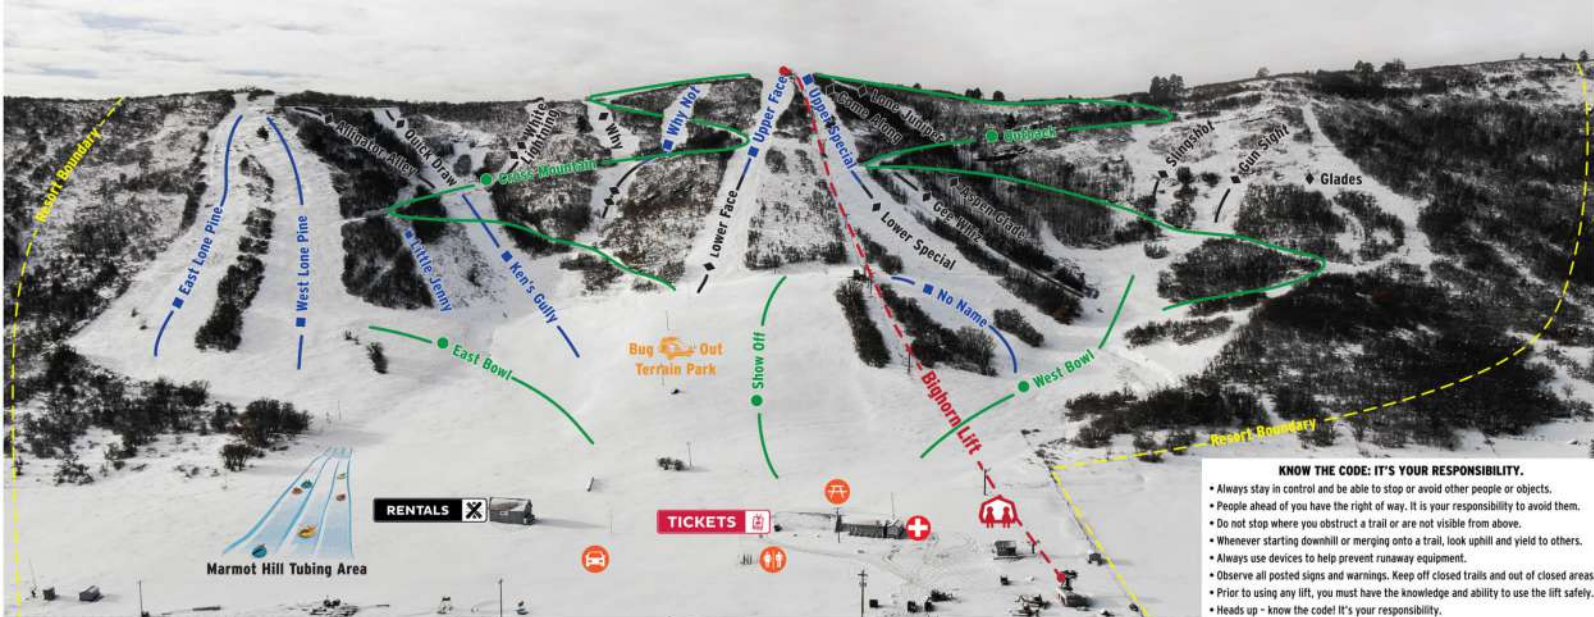 Resort Boundary
East Lone Pine
West Lone Pine
Alligator Alley
Quick Draw
White
Lightning
Why
Why Not
Cross Mountain
Little Jenny
Ken's Gully
Upper Face
Lower Face
Upper Special
Come Along
Lone Juniper
Outback
Lower Special
Gee Whiz
Aspen Glade
Slingshot
Gun Sight
Glades
No Name
East Bowl
Bug Out
Terrain Park
Show Off
West Bowl
Bighorn Lift
Resort Boundary
Marmot Hill Tubing Area
RENTALS
TICKETS
KNOW THE CODE: IT'S YOUR RESPONSIBILITY.
• Always stay in control and be able to stop or avoid other people or objects.
• People ahead of you have the right of way. It is your responsibility to avoid them.
• Do not stop where you obstruct a trail or are not visible from above.
• Whenever starting downhill or merging onto a trail, look uphill and yield to others.
• Always use devices to help prevent runaway equipment.
• Observe all posted signs and warnings. Keep off closed trails and out of closed areas
• Prior to using any lift, you must have the knowledge and ability to use the lift safely.
• Heads up – know the code! It's your responsibility.